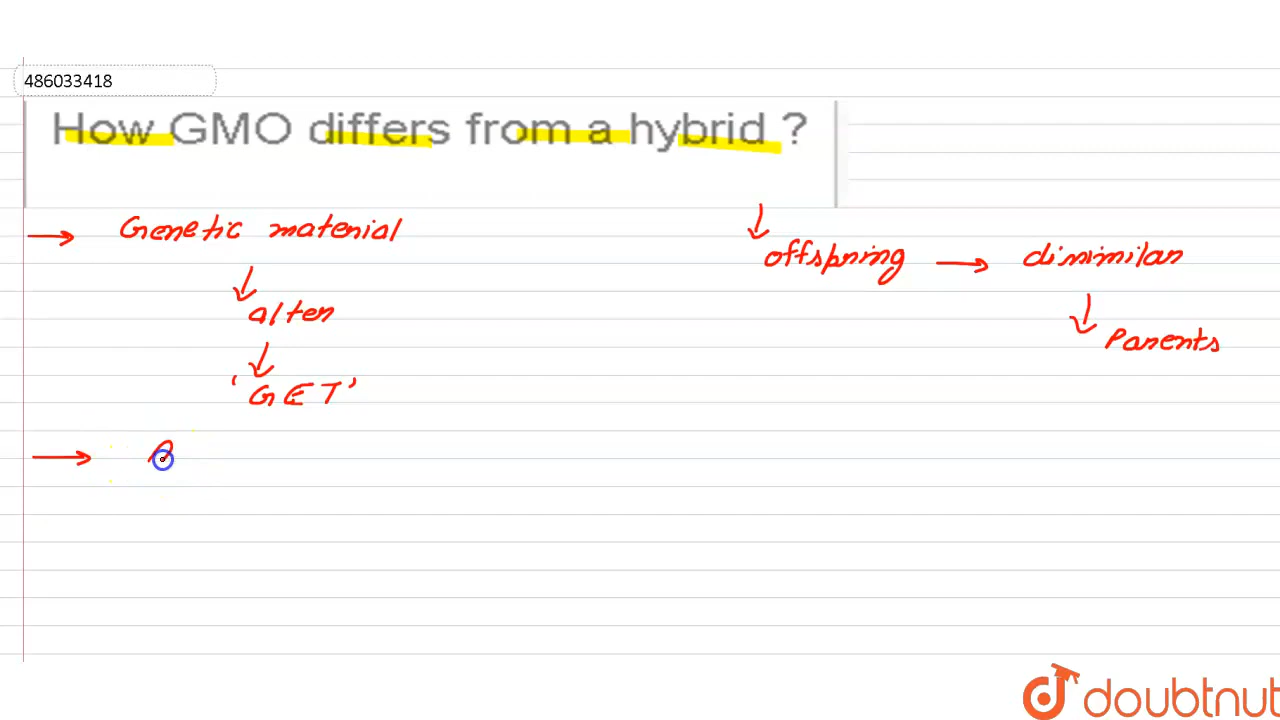 486033418
How GMO differs from a hybrid ?
Genetic material
offspring → dissimilar
alter
Parents
'GET'
A
doubtnut